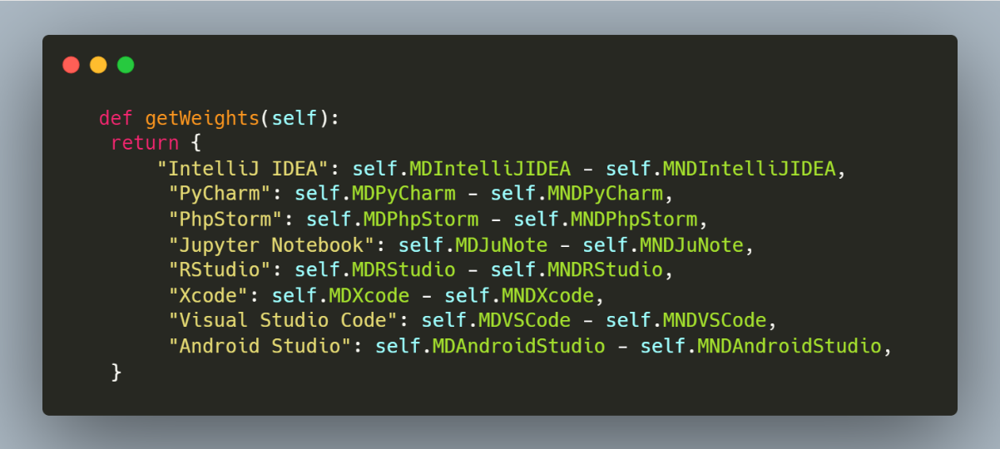 def getWeights(self):
return {
"IntelliJ IDEA": self.MDIntelliJIDEA - self.MNDIntelliJIDEA,
"PyCharm": self.MDPyCharm - self.MNDPyCharm,
"PhpStorm": self.MDPhpStorm - self.MNDPhpStorm,
"Jupyter Notebook": self.MDJuNote - self.MNDJuNote,
"RStudio": self.MDRStudio - self.MNDRStudio,
"Xcode": self.MDXcode - self.MNDXcode,
"Visual Studio Code": self.MDVSCode - self.MNDVSCode,
"Android Studio": self.MDAndroidStudio - self.MNDAndroidStudio,
}